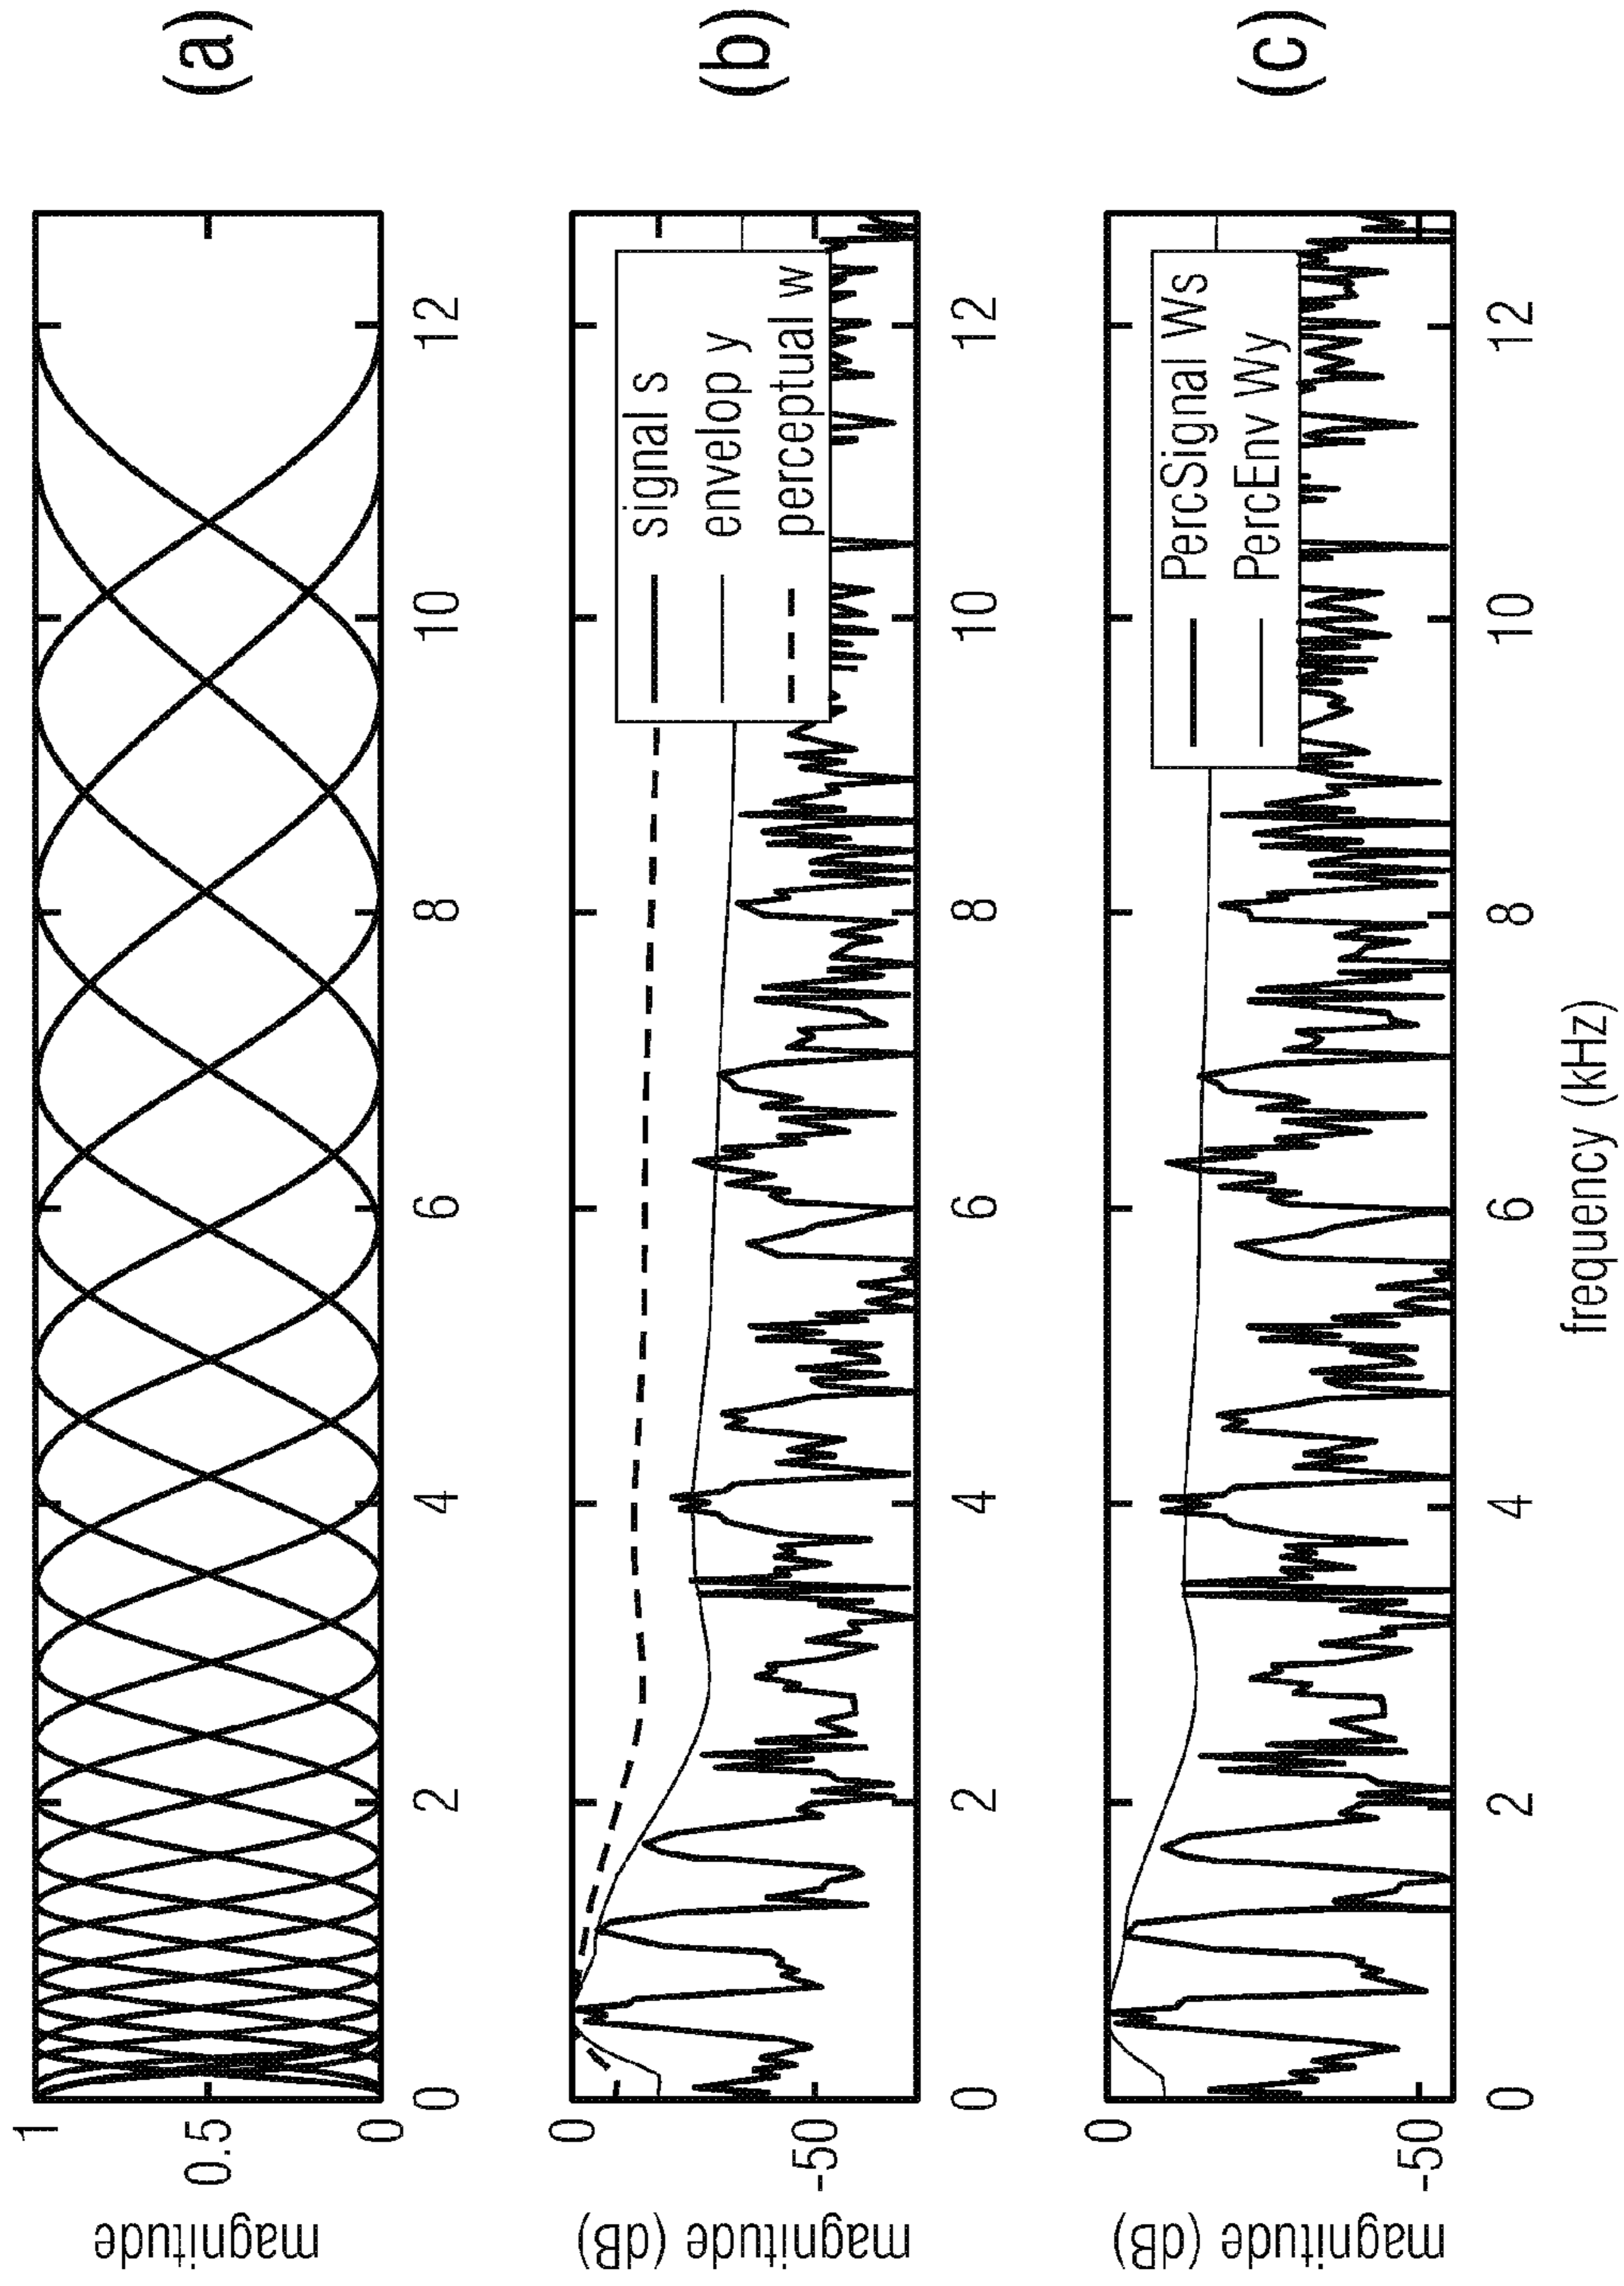 (a)
magnitude
1
0.5
0
0 2 4 6 8 10 12
(b)
magnitude (dB)
0
-50
signal s
envelop y
perceptual w
0 2 4 6 8 10 12
(c)
magnitude (dB)
0
-50
PercSignal Ws
PercEnv Wy
0 2 4 6 8 10 12
frequency (kHz)